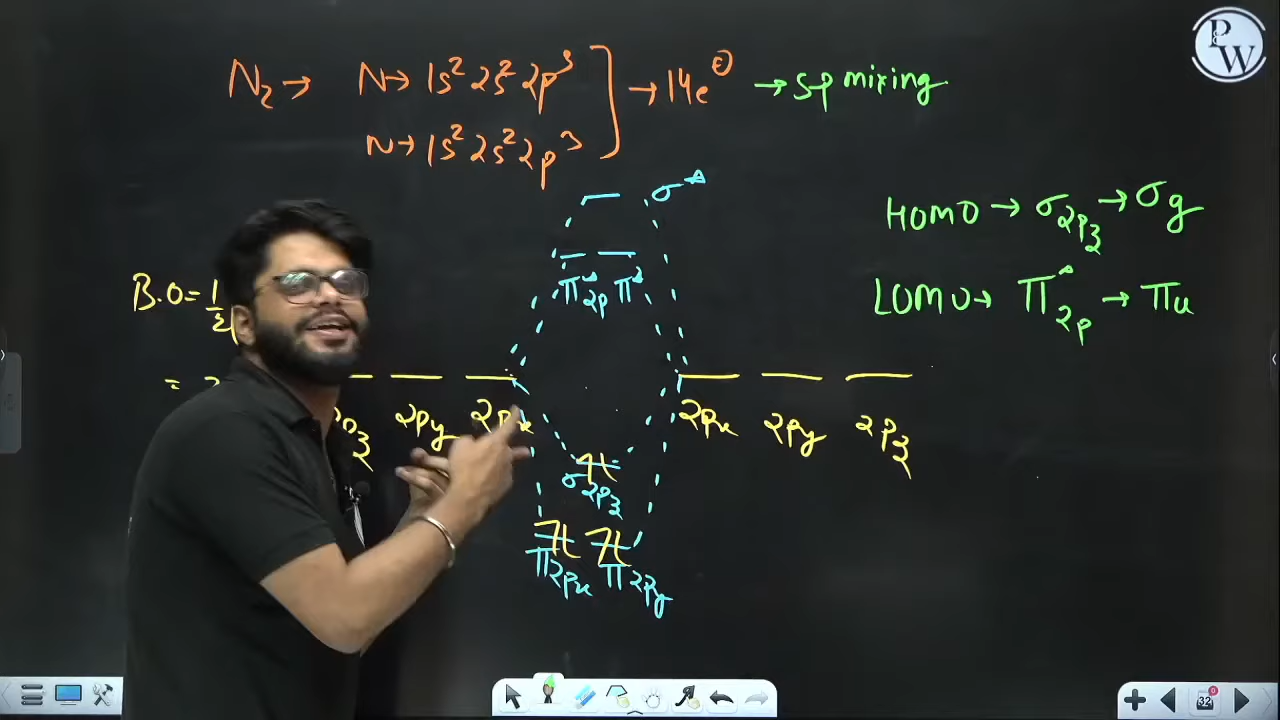 PW
N₂ → N → 1s² 2s² 2p³ ] → 14e⊖ → s-p mixing
N → 1s² 2s² 2p³
σ*
HOMO → σ2pz → σg
π*2p π*
LUMO → π*2p → πu
B.O = 1/2
=
2py 2px 2px 2py 2pz
σ2pz
π2px π2py
32